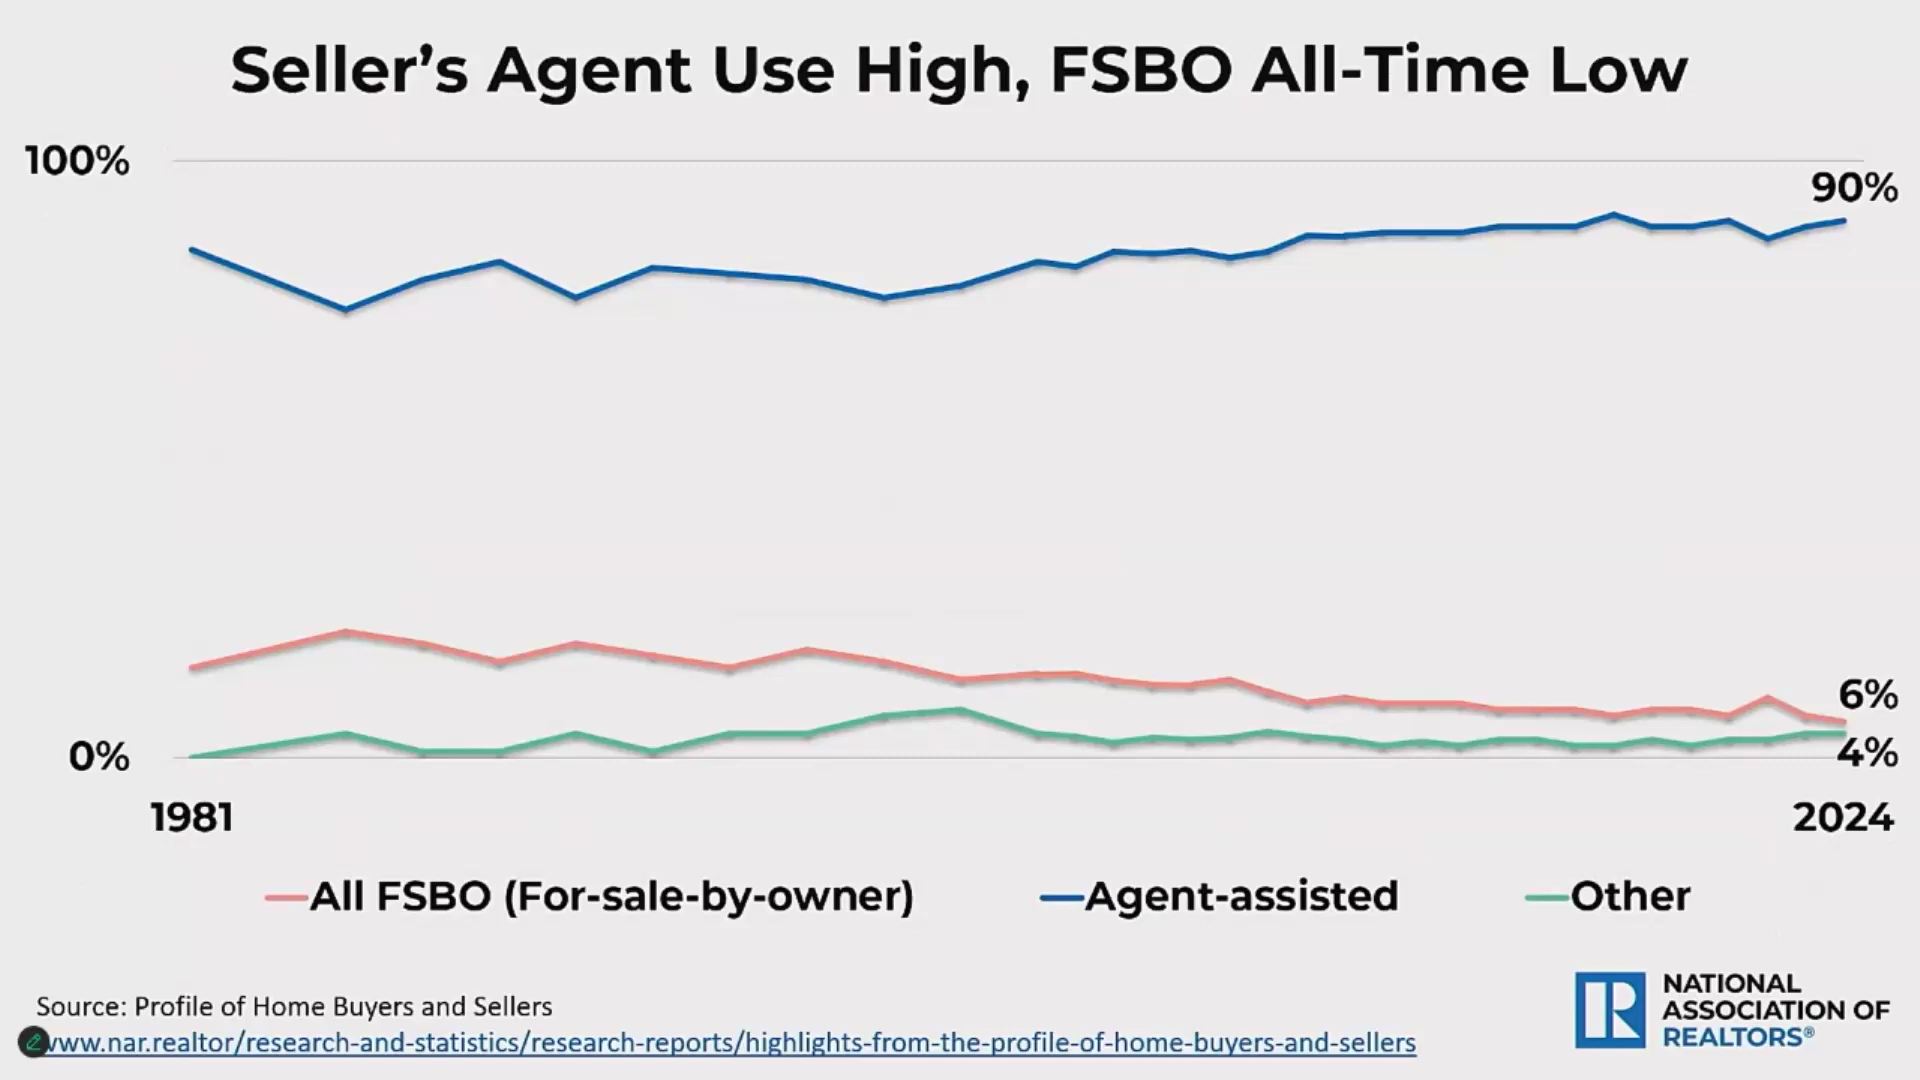 Seller’s Agent Use High, FSBO All-Time Low
100%
90%
6%
0%
4%
1981
2024
All FSBO (For-sale-by-owner)
Agent-assisted
Other
Source: Profile of Home Buyers and Sellers
www.nar.realtor/research-and-statistics/research-reports/highlights-from-the-profile-of-home-buyers-and-sellers
NATIONAL
ASSOCIATION OF
REALTORS®